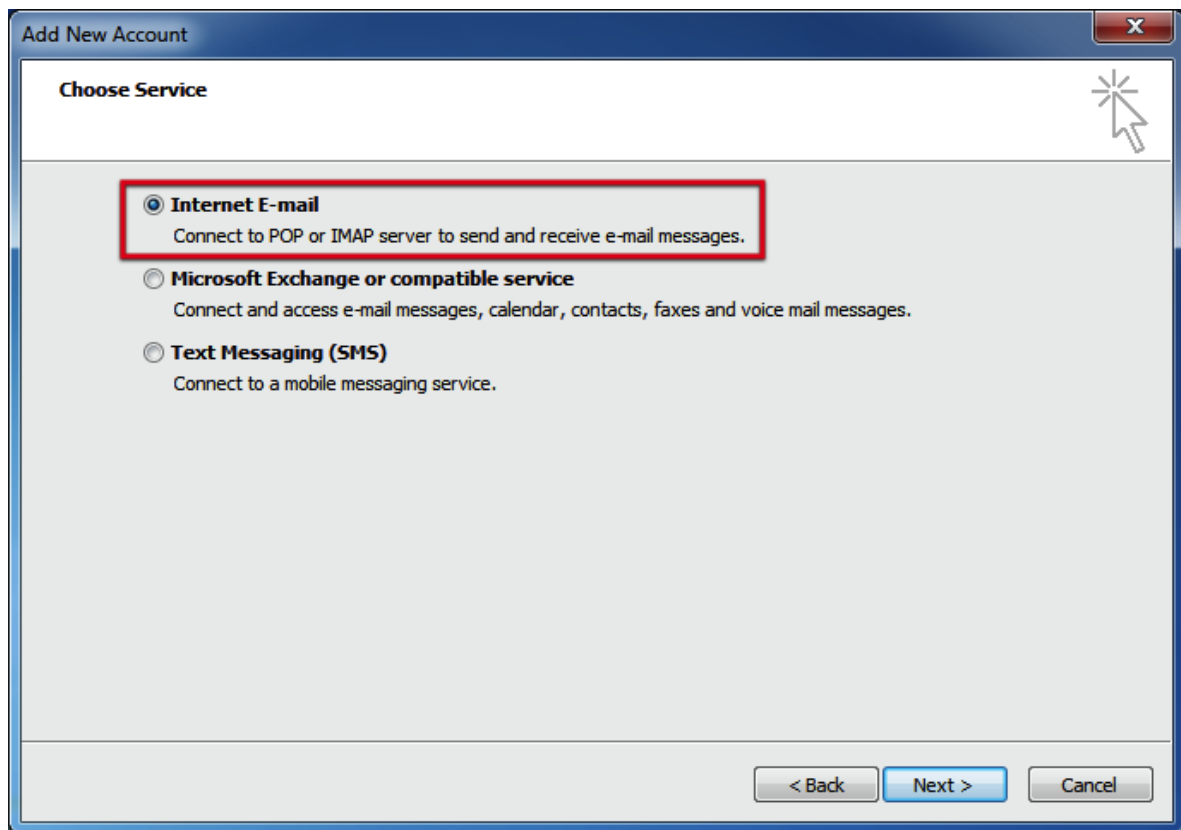 Add New Account
Choose Service
Internet E-mail
Connect to POP or IMAP server to send and receive e-mail messages.
Microsoft Exchange or compatible service
Connect and access e-mail messages, calendar, contacts, faxes and voice mail messages.
Text Messaging (SMS)
Connect to a mobile messaging service.
< Back Next > Cancel